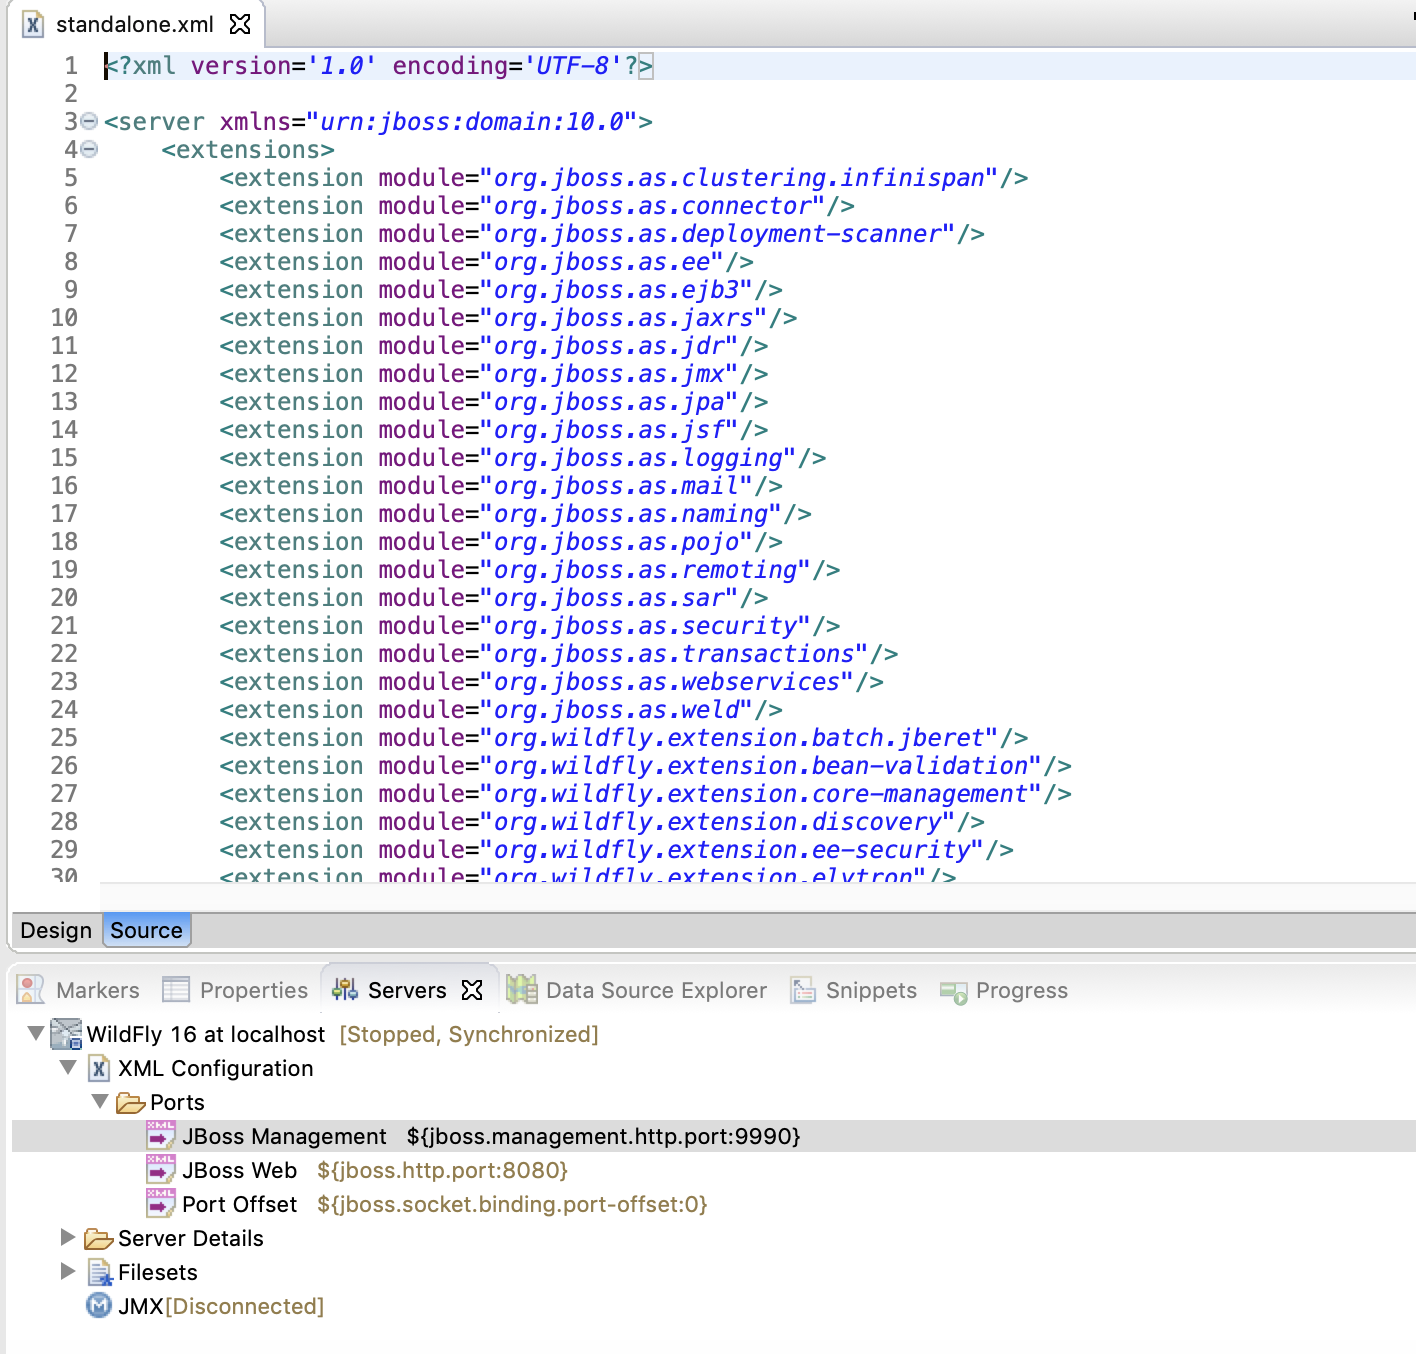 standalone.xml
1 <?xml version='1.0' encoding='UTF-8'?>
2
3 <server xmlns="urn:jboss:domain:10.0">
4 <extensions>
5 <extension module="org.jboss.as.clustering.infinispan"/>
6 <extension module="org.jboss.as.connector"/>
7 <extension module="org.jboss.as.deployment-scanner"/>
8 <extension module="org.jboss.as.ee"/>
9 <extension module="org.jboss.as.ejb3"/>
10 <extension module="org.jboss.as.jaxrs"/>
11 <extension module="org.jboss.as.jdr"/>
12 <extension module="org.jboss.as.jmx"/>
13 <extension module="org.jboss.as.jpa"/>
14 <extension module="org.jboss.as.jsf"/>
15 <extension module="org.jboss.as.logging"/>
16 <extension module="org.jboss.as.mail"/>
17 <extension module="org.jboss.as.naming"/>
18 <extension module="org.jboss.as.pojo"/>
19 <extension module="org.jboss.as.remoting"/>
20 <extension module="org.jboss.as.sar"/>
21 <extension module="org.jboss.as.security"/>
22 <extension module="org.jboss.as.transactions"/>
23 <extension module="org.jboss.as.webservices"/>
24 <extension module="org.jboss.as.weld"/>
25 <extension module="org.wildfly.extension.batch.jberet"/>
26 <extension module="org.wildfly.extension.bean-validation"/>
27 <extension module="org.wildfly.extension.core-management"/>
28 <extension module="org.wildfly.extension.discovery"/>
29 <extension module="org.wildfly.extension.ee-security"/>
30 <extension module="org.wildfly.extension.elytron"/>
Design Source
Markers Properties Servers Data Source Explorer Snippets Progress
WildFly 16 at localhost [Stopped, Synchronized]
XML Configuration
Ports
JBoss Management ${jboss.management.http.port:9990}
JBoss Web ${jboss.http.port:8080}
Port Offset ${jboss.socket.binding.port-offset:0}
Server Details
Filesets
JMX[Disconnected]